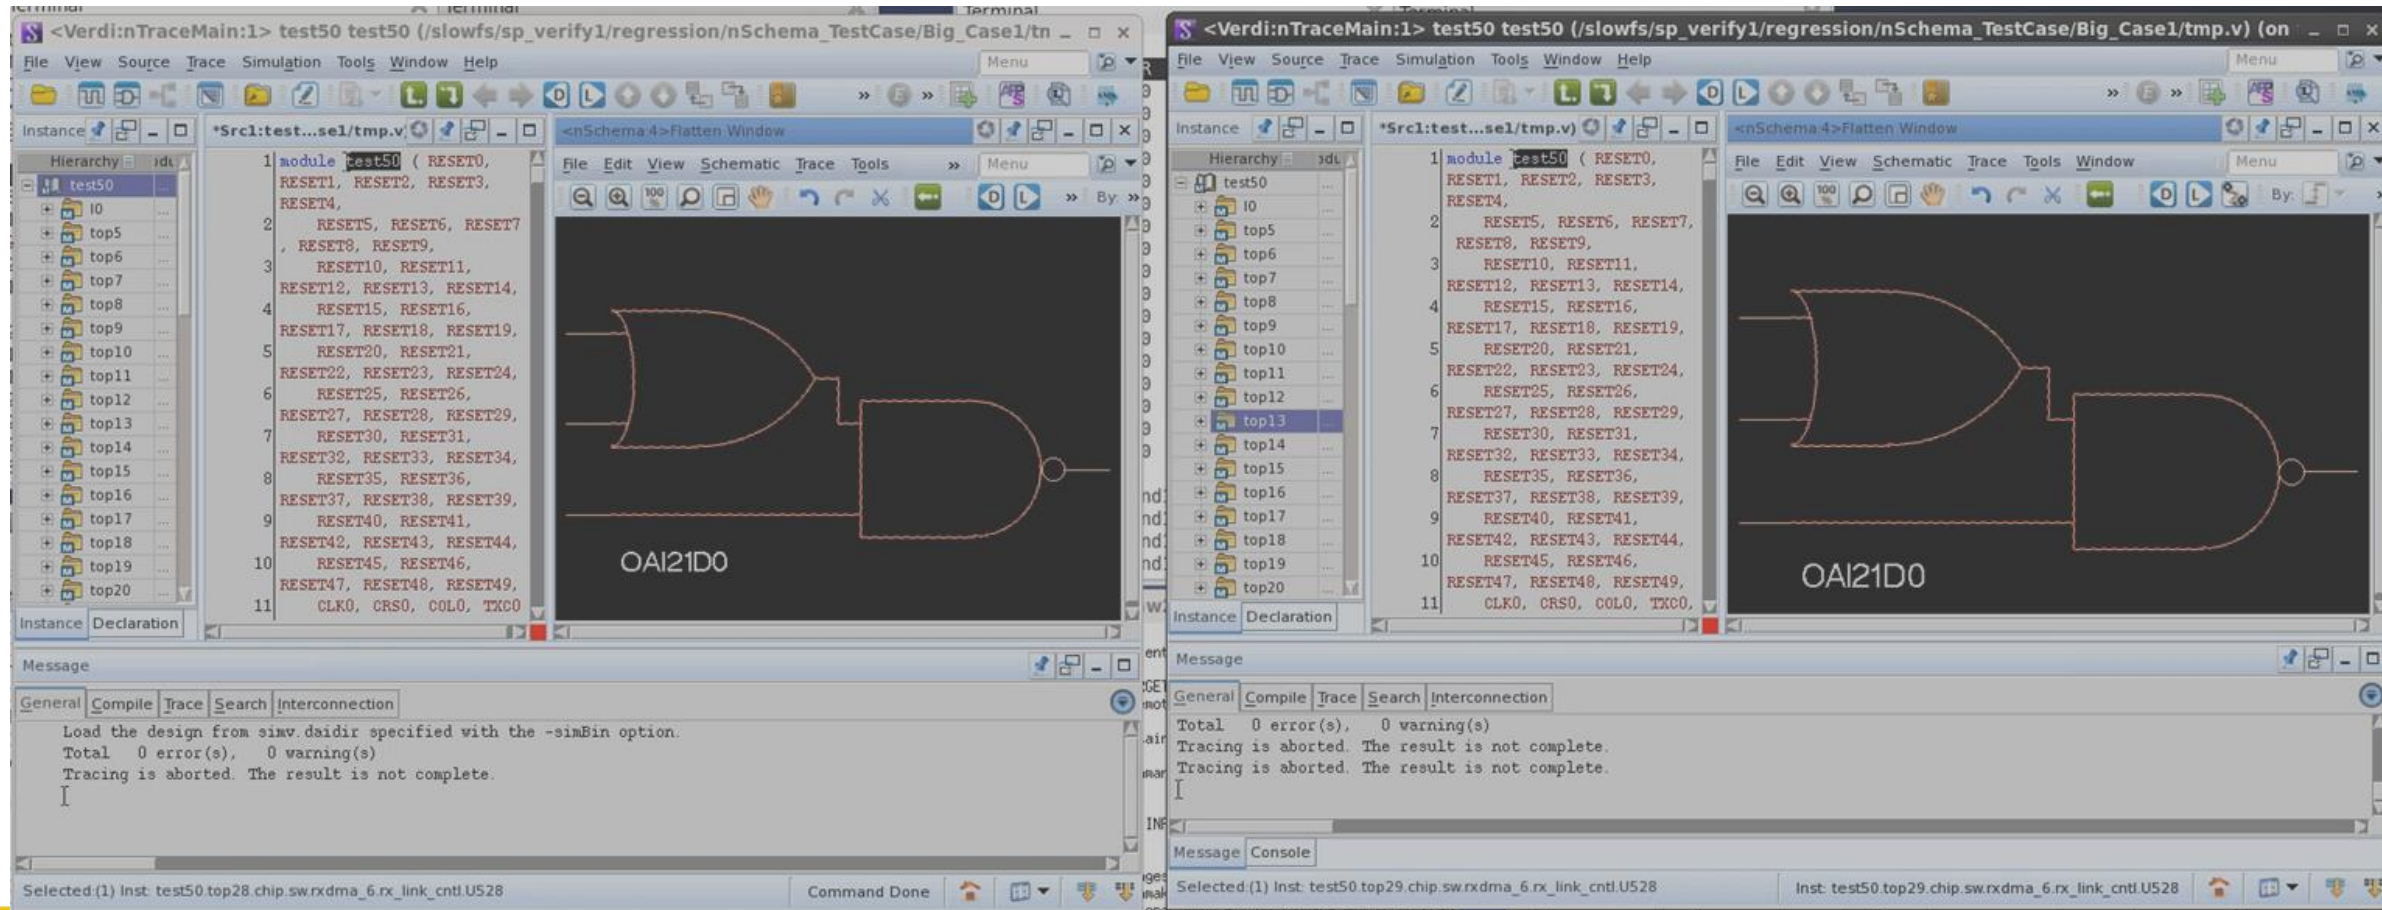 Terminal
Terminal
Terminal
Terminal
<Verdi:nTraceMain:1> test50 test50 (/slowfs/sp_verify1/regression/nSchema_TestCase/Big_Case1/tn
File View Source Trace Simulation Tools Window Help
Menu
Instance
*Src1:test...se1/tmp.v
<nSchema:4>Flatten Window
Hierarchy
test50
I0
top5
top6
top7
top8
top9
top10
top11
top12
top13
top14
top15
top16
top17
top18
top19
top20
Instance Declaration
1 module test50 ( RESET0,
RESET1, RESET2, RESET3,
RESET4,
2 RESET5, RESET6, RESET7
, RESET8, RESET9,
3 RESET10, RESET11,
RESET12, RESET13, RESET14,
4 RESET15, RESET16,
RESET17, RESET18, RESET19,
5 RESET20, RESET21,
RESET22, RESET23, RESET24,
6 RESET25, RESET26,
RESET27, RESET28, RESET29,
7 RESET30, RESET31,
RESET32, RESET33, RESET34,
8 RESET35, RESET36,
RESET37, RESET38, RESET39,
9 RESET40, RESET41,
RESET42, RESET43, RESET44,
10 RESET45, RESET46,
RESET47, RESET48, RESET49,
11 CLK0, CRS0, COL0, TXC0
File Edit View Schematic Trace Tools » Menu
100 D L » By: »
OAI21D0
Message
General Compile Trace Search Interconnection
Load the design from simv.daidir specified with the -simBin option.
Total 0 error(s), 0 warning(s)
Tracing is aborted. The result is not complete.
Selected:(1) Inst: test50.top28.chip.sw.rxdma_6.rx_link_cntl.U528
Command Done
<Verdi:nTraceMain:1> test50 test50 (/slowfs/sp_verify1/regression/nSchema_TestCase/Big_Case1/tmp.v) (on
File View Source Trace Simulation Tools Window Help
Menu
Instance
*Src1:test...se1/tmp.v)
<nSchema:4>Flatten Window
Hierarchy
test50
I0
top5
top6
top7
top8
top9
top10
top11
top12
top13
top14
top15
top16
top17
top18
top19
top20
Instance Declaration
1 module test50 ( RESET0,
RESET1, RESET2, RESET3,
RESET4,
2 RESET5, RESET6, RESET7,
RESET8, RESET9,
3 RESET10, RESET11,
RESET12, RESET13, RESET14,
4 RESET15, RESET16,
RESET17, RESET18, RESET19,
5 RESET20, RESET21,
RESET22, RESET23, RESET24,
6 RESET25, RESET26,
RESET27, RESET28, RESET29,
7 RESET30, RESET31,
RESET32, RESET33, RESET34,
8 RESET35, RESET36,
RESET37, RESET38, RESET39,
9 RESET40, RESET41,
RESET42, RESET43, RESET44,
10 RESET45, RESET46,
RESET47, RESET48, RESET49,
11 CLK0, CRS0, COL0, TXC0,
File Edit View Schematic Trace Tools Window Menu
100 D L By:
OAI21D0
Message
General Compile Trace Search Interconnection
Total 0 error(s), 0 warning(s)
Tracing is aborted. The result is not complete.
Tracing is aborted. The result is not complete.
Message Console
Selected:(1) Inst: test50.top29.chip.sw.rxdma_6.rx_link_cntl.U528
Inst: test50.top29.chip.sw.rxdma_6.rx_link_cntl.U528